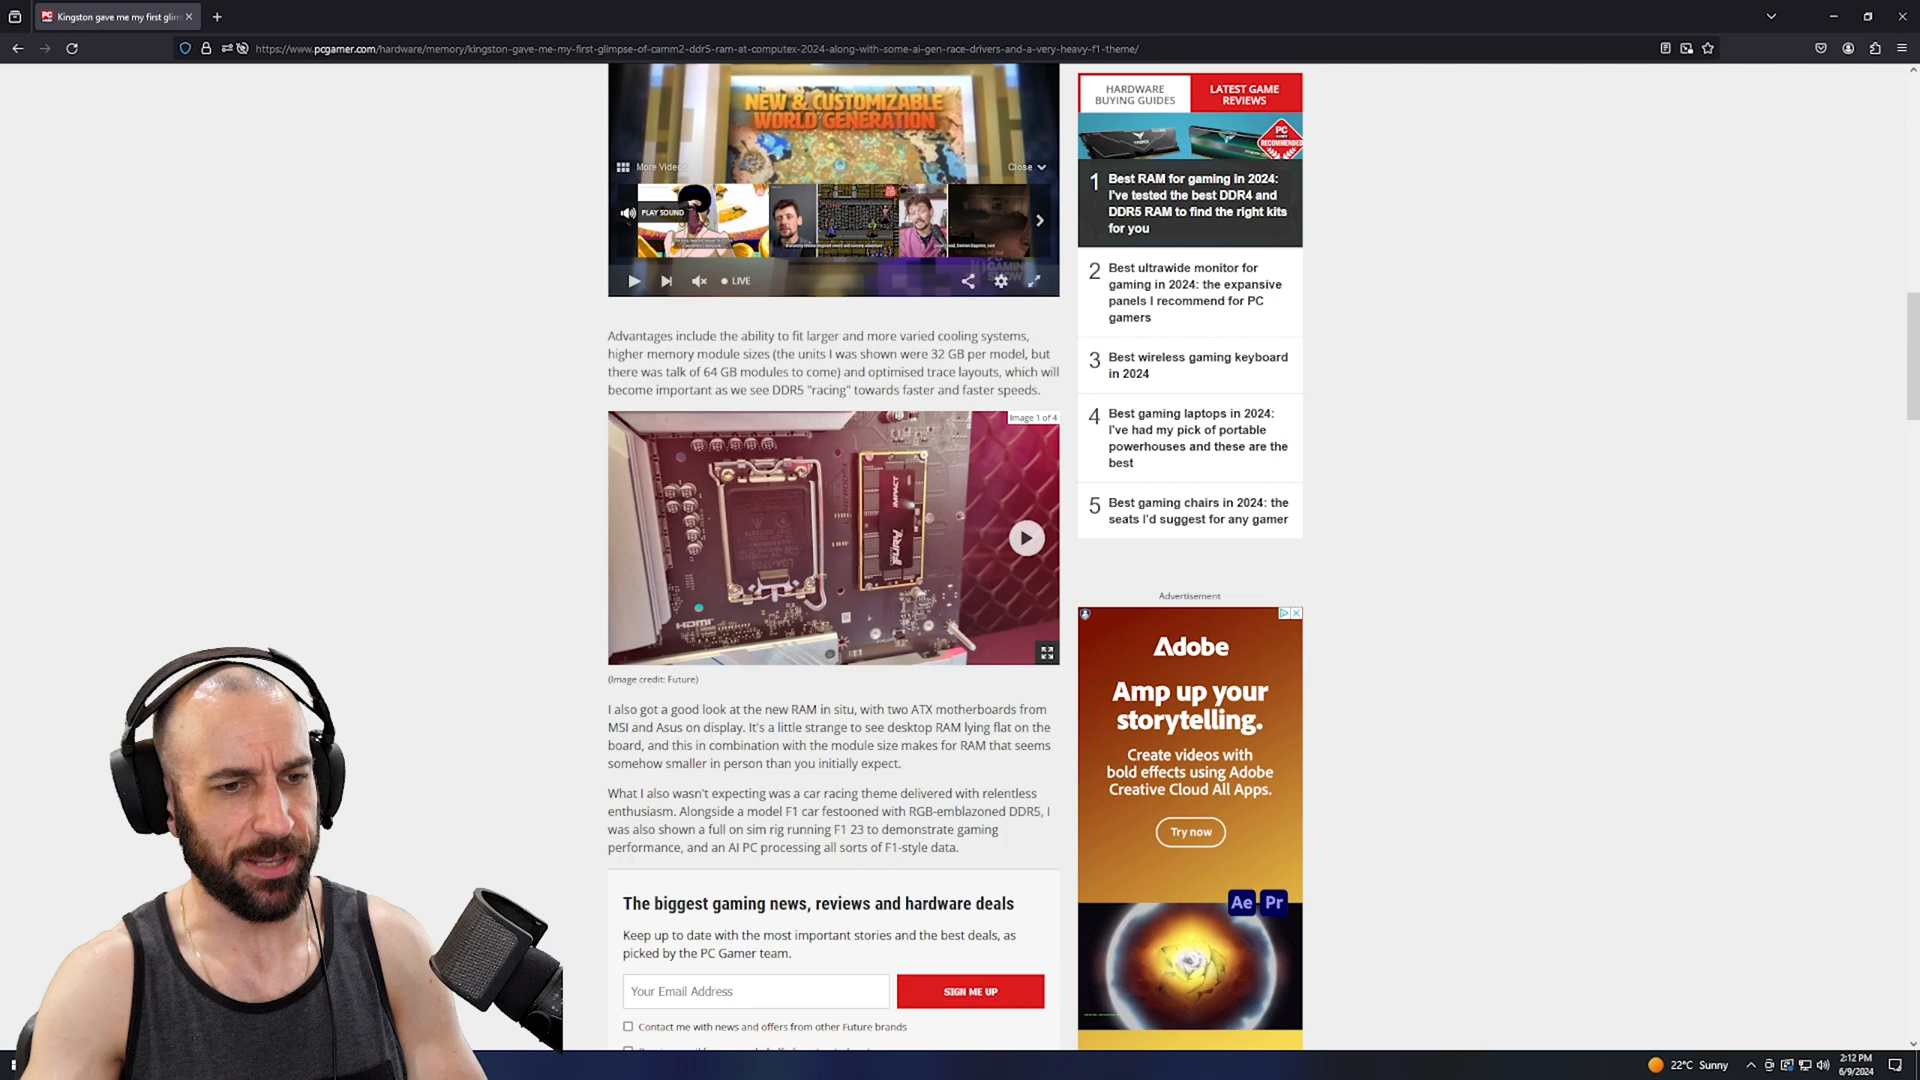 Kingston gave me my first glim
https://www.pcgamer.com/hardware/memory/kingston-gave-me-my-first-glimpse-of-camm2-ddr5-ram-at-computex-2024-along-with-some-ai-gen-race-drivers-and-a-very-heavy-f1-theme/
NEW & CUSTOMIZABLE
WORLD GENERATION
More Videos
Close
PLAY SOUND
LIVE
Advantages include the ability to fit larger and more varied cooling systems,
higher memory module sizes (the units I was shown were 32 GB per model, but
there was talk of 64 GB modules to come) and optimised trace layouts, which will
become important as we see DDR5 "racing" towards faster and faster speeds.
Image 1 of 4
IMPACT
FURY
LGA1700
HDMI
(Image credit: Future)
I also got a good look at the new RAM in situ, with two ATX motherboards from
MSI and Asus on display. It's a little strange to see desktop RAM lying flat on the
board, and this in combination with the module size makes for RAM that seems
somehow smaller in person than you initially expect.
What I also wasn't expecting was a car racing theme delivered with relentless
enthusiasm. Alongside a model F1 car festooned with RGB-emblazoned DDR5, I
was also shown a full on sim rig running F1 23 to demonstrate gaming
performance, and an AI PC processing all sorts of F1-style data.
The biggest gaming news, reviews and hardware deals
Keep up to date with the most important stories and the best deals, as
picked by the PC Gamer team.
Your Email Address
SIGN ME UP
Contact me with news and offers from other Future brands
HARDWARE
BUYING GUIDES
LATEST GAME
REVIEWS
PC
GAMER
RECOMMENDED
1
Best RAM for gaming in 2024:
I've tested the best DDR4 and
DDR5 RAM to find the right kits
for you
2
Best ultrawide monitor for
gaming in 2024: the expansive
panels I recommend for PC
gamers
3
Best wireless gaming keyboard
in 2024
4
Best gaming laptops in 2024:
I've had my pick of portable
powerhouses and these are the
best
5
Best gaming chairs in 2024: the
seats I'd suggest for any gamer
Advertisement
Adobe
Amp up your
storytelling.
Create videos with
bold effects using Adobe
Creative Cloud All Apps.
Try now
Ae
Pr
22°C Sunny
2:12 PM
6/9/2024